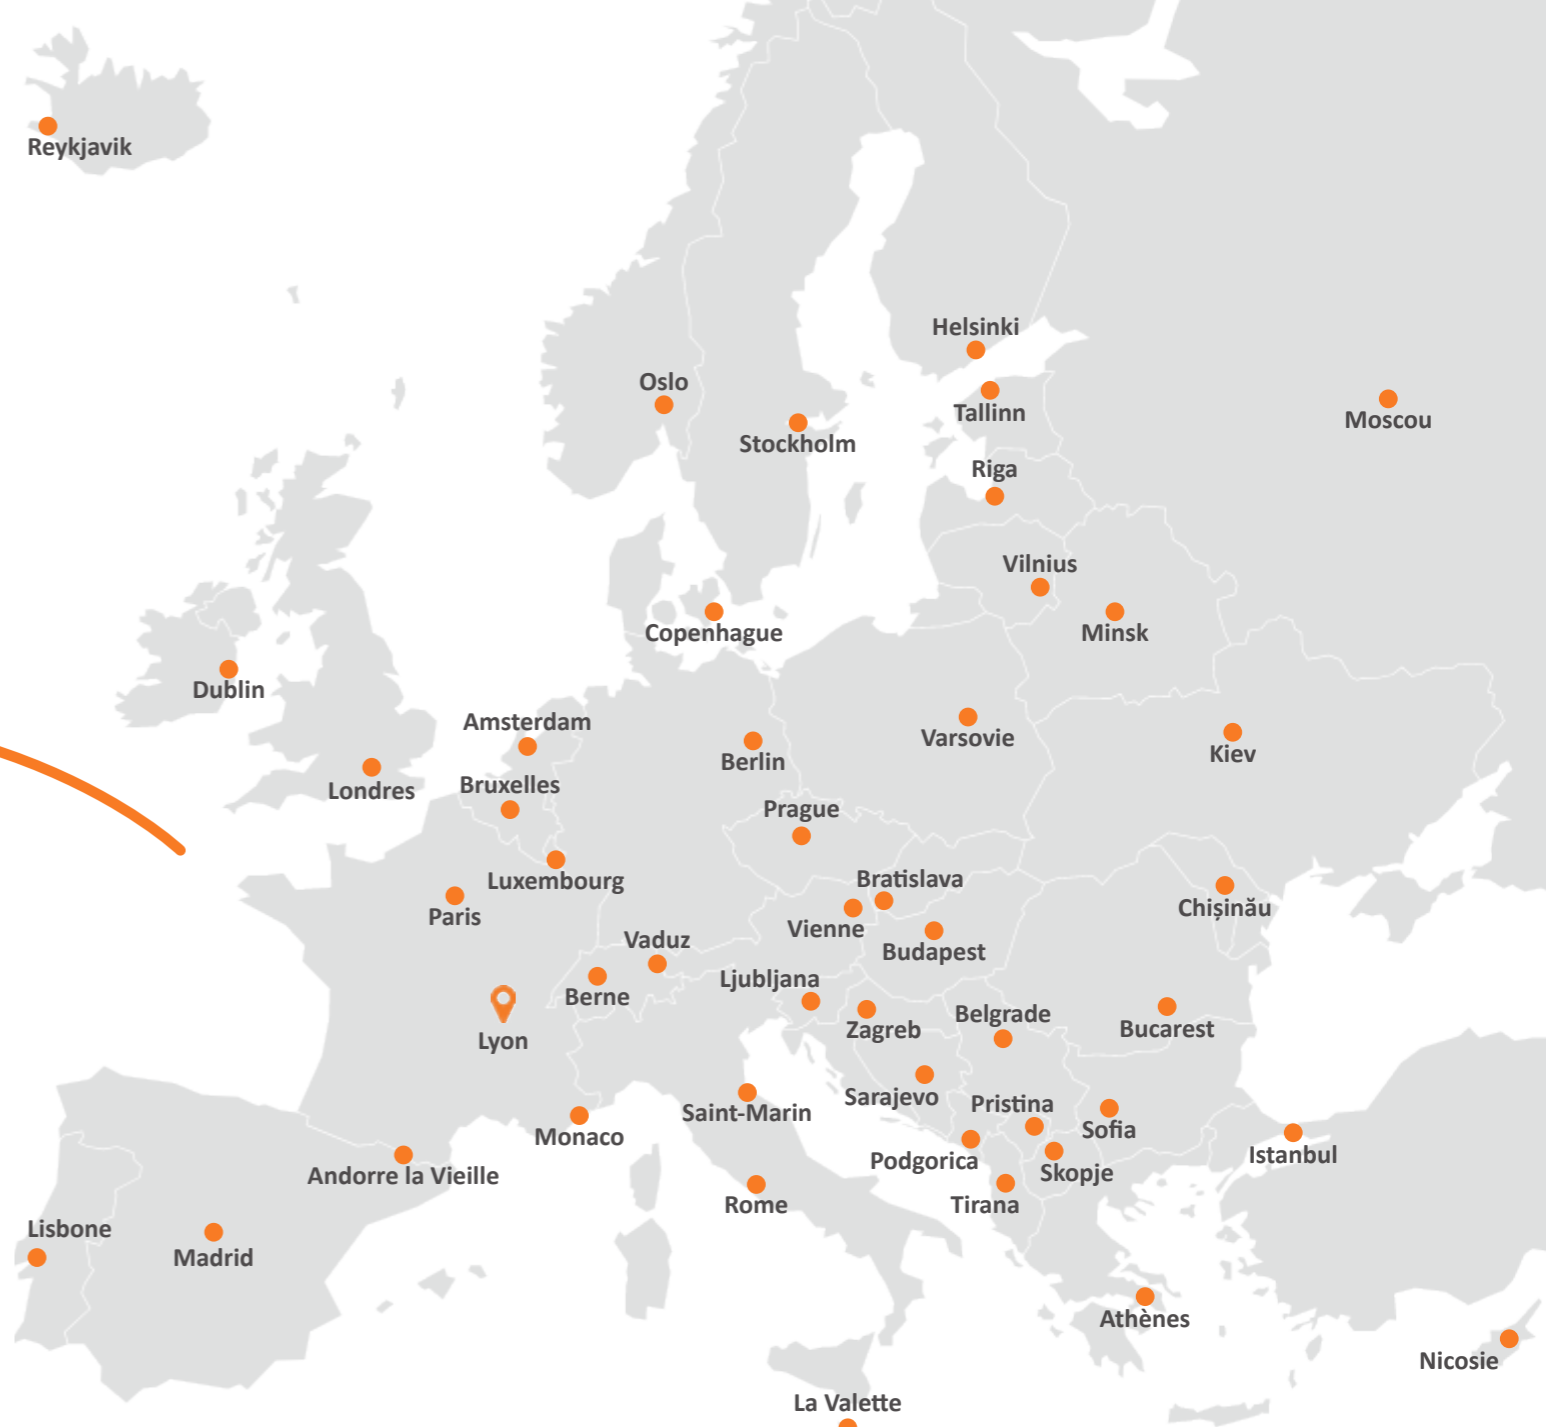 Reykjavik
Helsinki
Oslo
Tallinn
Moscou
Stockholm
Riga
Vilnius
Copenhague
Minsk
Dublin
Amsterdam
Varsovie
Kiev
Berlin
Londres
Bruxelles
Prague
Luxembourg
Bratislava
Paris
Chișinău
Vienne
Vaduz
Budapest
Ljubljana
Berne
Belgrade
Zagreb
Bucarest
Lyon
Sarajevo
Pristina
Saint-Marin
Sofia
Monaco
Istanbul
Podgorica
Skopje
Andorre la Vieille
Rome
Tirana
Lisbone
Madrid
Athènes
Nicosie
La Valette